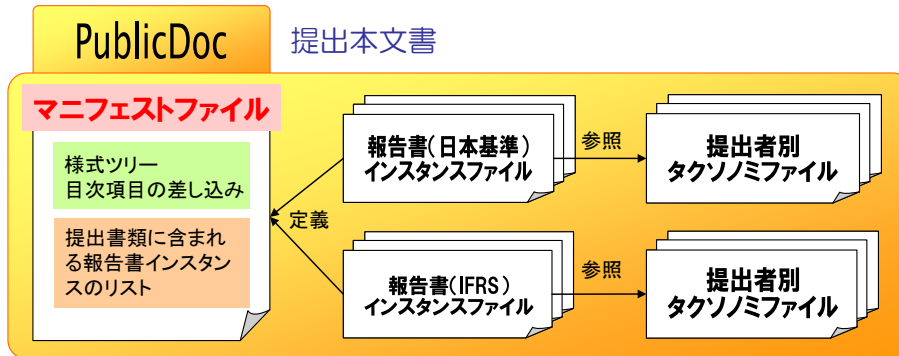 PublicDoc
提出本文書
マニフェストファイル
様式ツリー
目次項目の差し込み
提出書類に含まれ
る報告書インスタン
スのリスト
定義
報告書(日本基準)
インスタンスファイル
参照
提出者別
タクソノミファイル
報告書(IFRS)
インスタンスファイル
参照
提出者別
タクソノミファイル